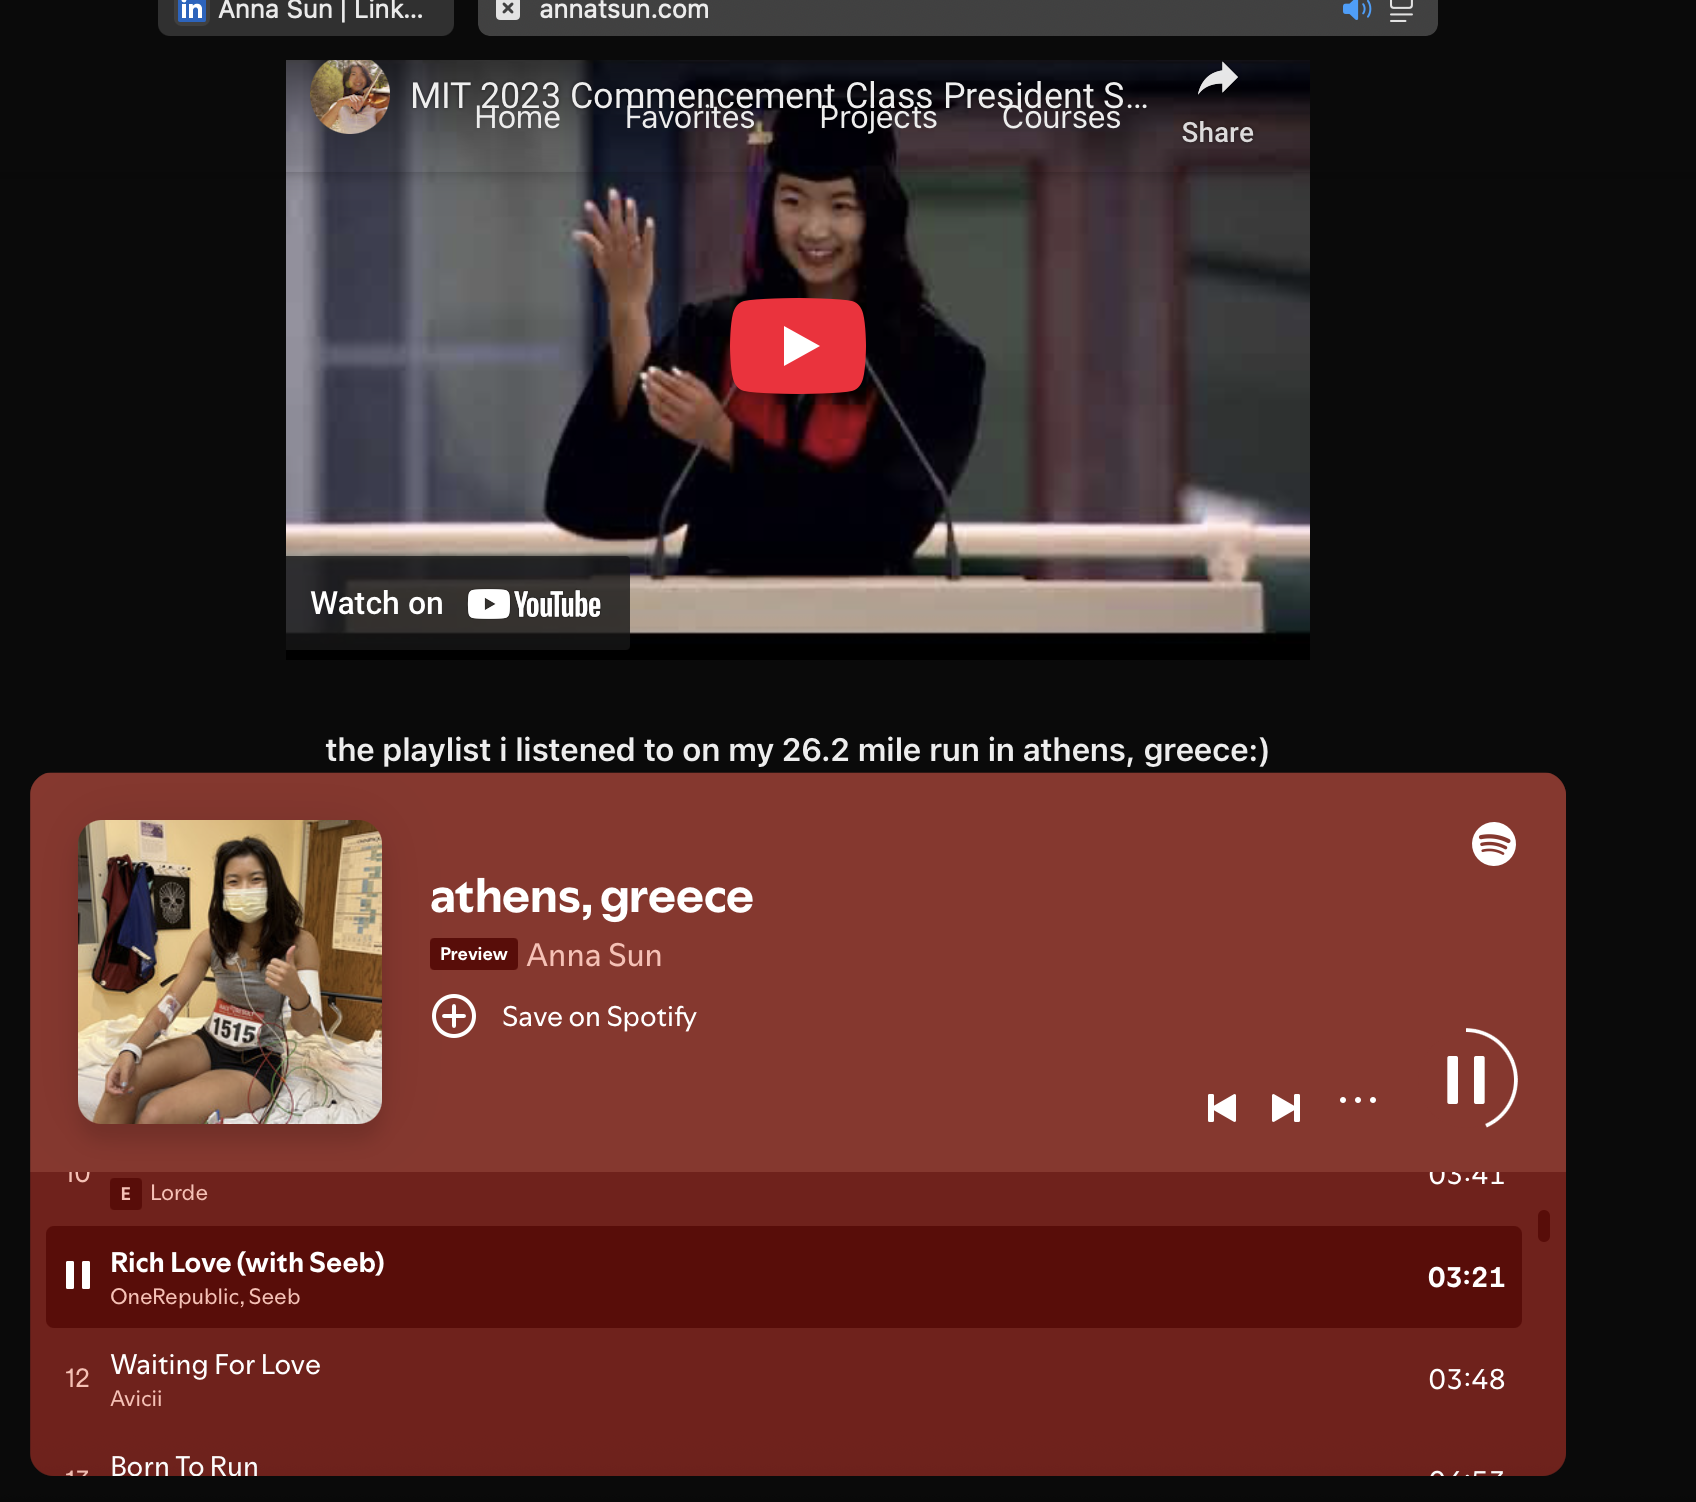 in Anna Sun | Link...
annatsun.com
MIT 2023 Commencement Class President S...
Home Favorites Projects Courses
Share
Watch on YouTube
the playlist i listened to on my 26.2 mile run in athens, greece:)
1515
athens, greece
Preview Anna Sun
Save on Spotify
10 03:41
E Lorde
Rich Love (with Seeb)
OneRepublic, Seeb
03:21
12 Waiting For Love
Avicii
03:48
Born To Run